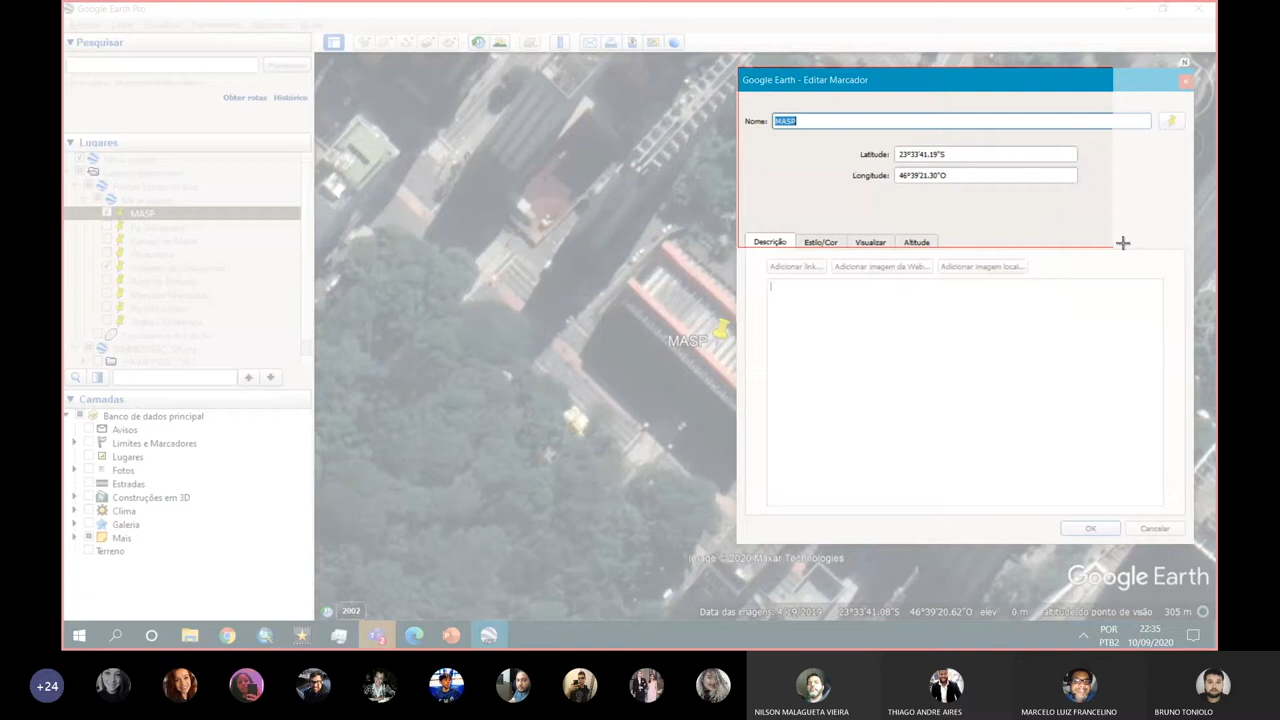 Google Earth Pro
Pesquisar
Obter rotas
Histórico
Lugares
MASP
Camadas
Banco de dados principal
Avisos
Limites e Marcadores
Lugares
Fotos
Estradas
Construções em 3D
Clima
Galeria
Mais
Terreno
N
Google Earth - Editar Marcador
Nome: MASP
Latitude: 23°33'41.19"S
Longitude: 46°39'21.30"O
Descrição Estilo/Cor Visualizar Altitude
Adicionar link... Adicionar imagem da Web... Adicionar imagem local...
OK Cancelar
MASP
Image © 2020 Maxar Technologies
Google Earth
2002
Data das imagens: 4/19/2019 23°33'41.08"S 46°39'20.62"O elev 0 m altitude do ponto de visão 305 m
POR
PTB2
22:35
10/09/2020
+24
NILSON MALAGUETA VIEIRA
THIAGO ANDRE AIRES
MARCELO LUIZ FRANCELINO
BRUNO TONIOLO